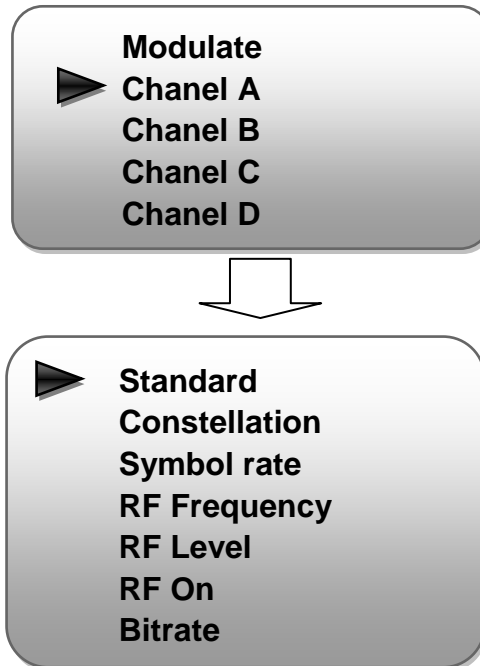 Modulate
Chanel A
Chanel B
Chanel C
Chanel D
Standard
Constellation
Symbol rate
RF Frequency
RF Level
RF On
Bitrate